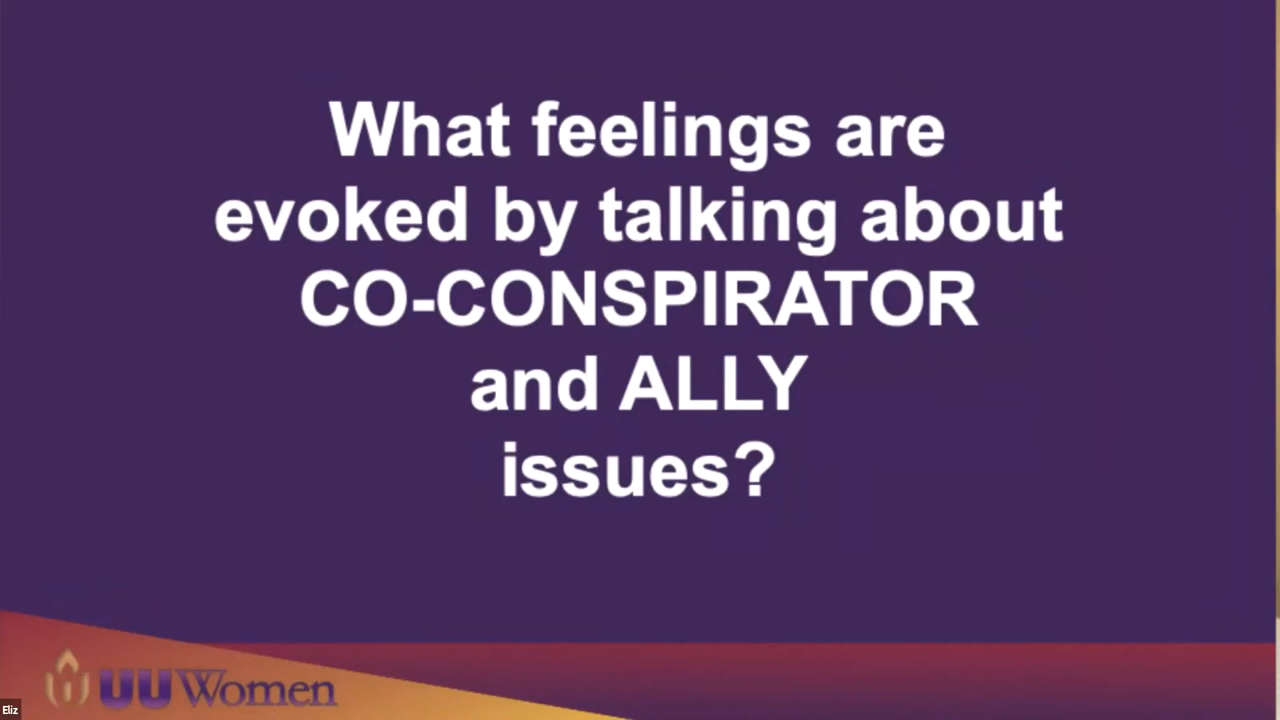 What feelings are
evoked by talking about
CO-CONSPIRATOR
and ALLY
issues?
UU Women
Eliz